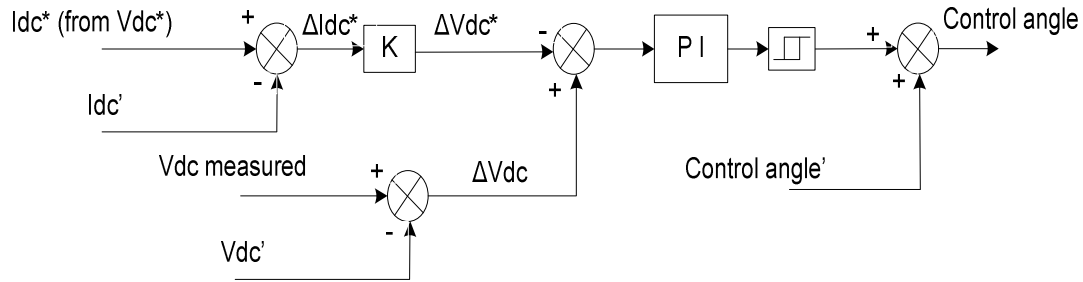 Idc* (from Vdc*)
+
ΔIdc*
K
ΔVdc*
-
PI
+
Control angle
-
+
+
Idc’
Vdc measured
+
ΔVdc
Control angle’
-
Vdc’